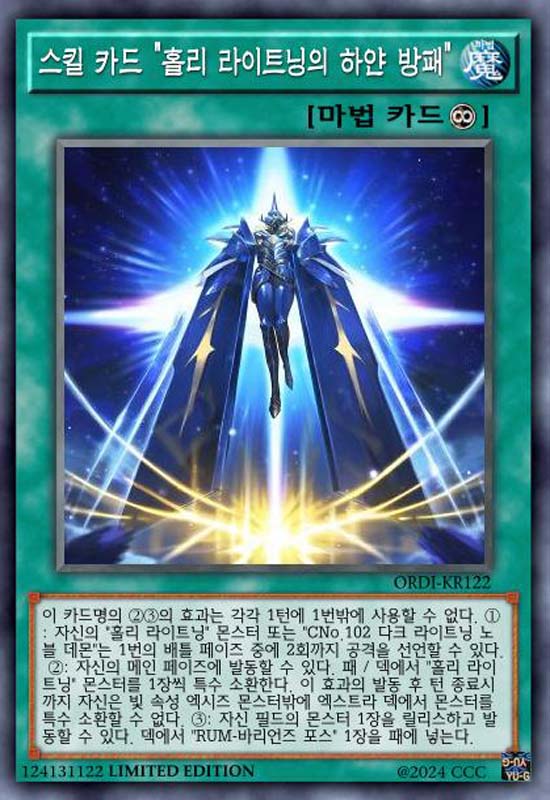 스킬 카드 "홀리 라이트닝의 하얀 방패"
마법
魔
[마법 카드]
ORDI-KR122
이 카드명의 ②③의 효과는 각각 1턴에 1번밖에 사용할 수 없다. ①
: 자신의 "홀리 라이트닝" 몬스터 또는 "CNo.102 다크 라이트닝 노
블 데몬"는 1번의 배틀 페이즈 중에 2회까지 공격을 선언할 수 있다.
②: 자신의 메인 페이즈에 발동할 수 있다. 패 / 덱에서 "홀리 라이
트닝" 몬스터를 1장씩 특수 소환한다. 이 효과의 발동 후 턴 종료시
까지 자신은 빛 속성 엑시즈 몬스터밖에 엑스트라 덱에서 몬스터를
특수 소환할 수 없다. ③: 자신 필드의 몬스터 1장을 릴리스하고 발
동할 수 있다. 덱에서 "RUM-바리언즈 포스" 1장을 패에 넣는다.
124131122 LIMITED EDITION
@2024 CCC
YU-G
YU-G